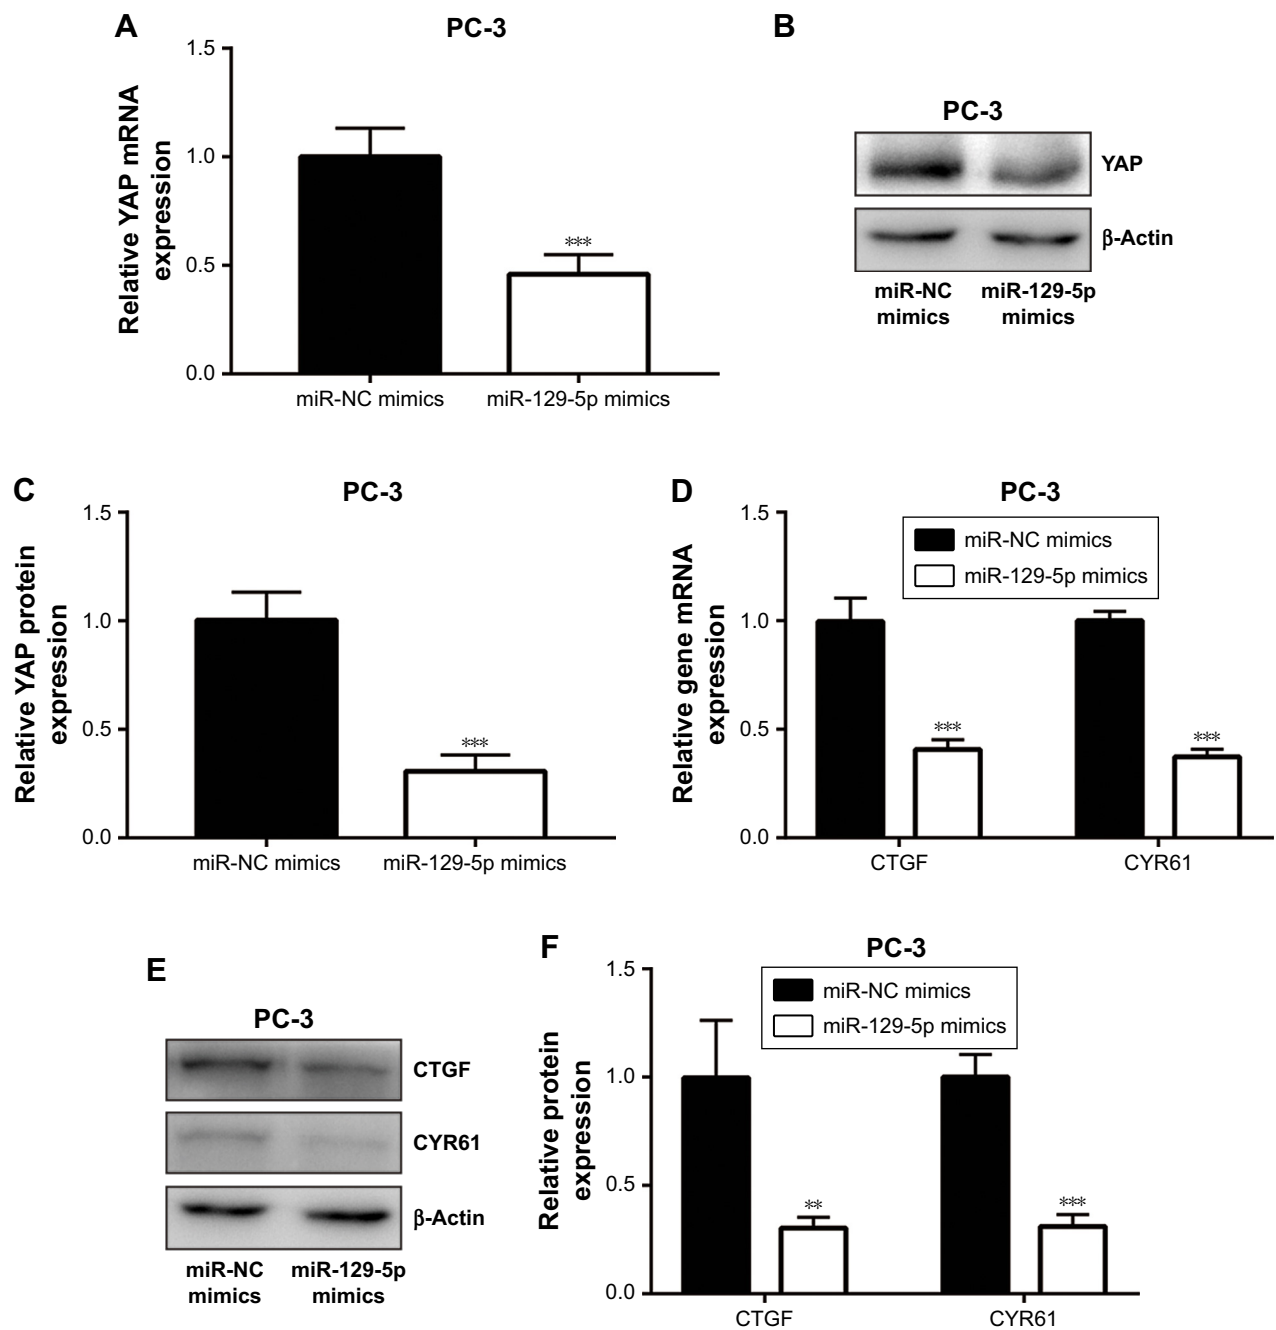 A
PC-3
Relative YAP mRNA
expression
1.5
1.0
0.5
0.0
***
miR-NC mimics
miR-129-5p mimics
B
PC-3
YAP
β-Actin
miR-NC
mimics
miR-129-5p
mimics
C
PC-3
Relative YAP protein
expression
1.5
1.0
0.5
0.0
***
miR-NC mimics
miR-129-5p mimics
D
PC-3
Relative gene mRNA
expression
1.5
1.0
0.5
0.0
miR-NC mimics
miR-129-5p mimics
***
***
CTGF
CYR61
E
PC-3
CTGF
CYR61
β-Actin
miR-NC
mimics
miR-129-5p
mimics
F
PC-3
Relative protein
expression
1.5
1.0
0.5
0.0
miR-NC mimics
miR-129-5p mimics
**
***
CTGF
CYR61